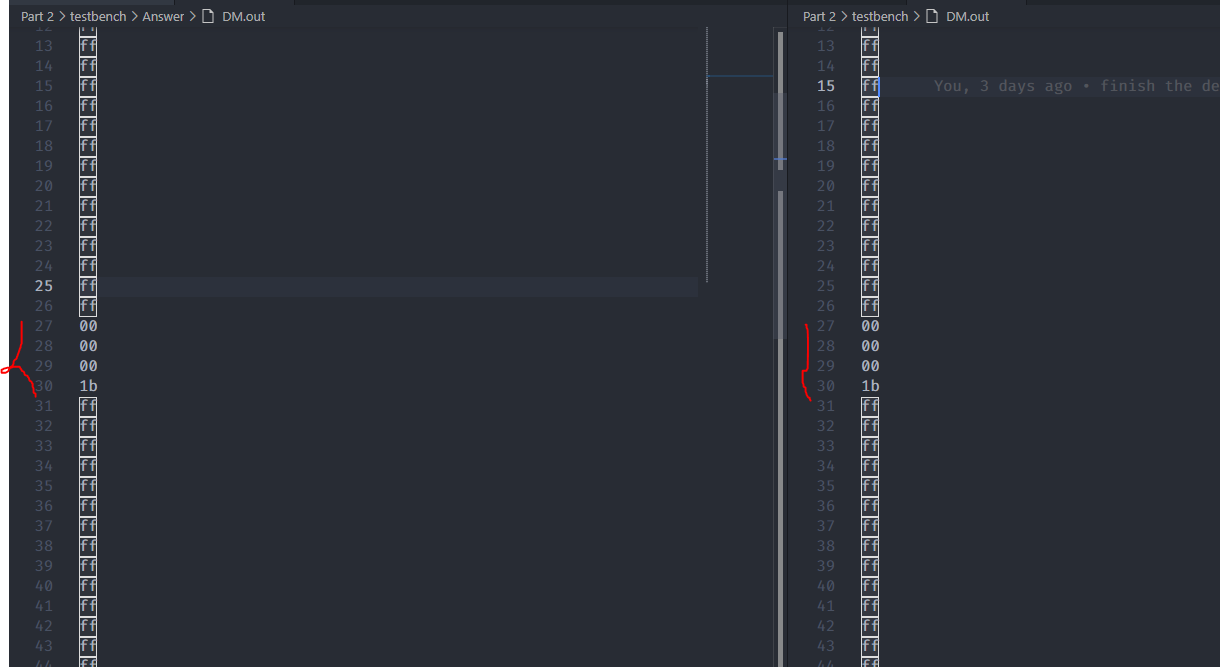 Part 2 > testbench > Answer > DM.out
12 ff
13 ff
14 ff
15 ff
16 ff
17 ff
18 ff
19 ff
20 ff
21 ff
22 ff
23 ff
24 ff
25 ff
26 ff
27 00
28 00
29 00
30 1b
31 ff
32 ff
33 ff
34 ff
35 ff
36 ff
37 ff
38 ff
39 ff
40 ff
41 ff
42 ff
43 ff
44 ff
Part 2 > testbench > DM.out
12 ff
13 ff
14 ff
15 ff You, 3 days ago • finish the de
16 ff
17 ff
18 ff
19 ff
20 ff
21 ff
22 ff
23 ff
24 ff
25 ff
26 ff
27 00
28 00
29 00
30 1b
31 ff
32 ff
33 ff
34 ff
35 ff
36 ff
37 ff
38 ff
39 ff
40 ff
41 ff
42 ff
43 ff
44 ff